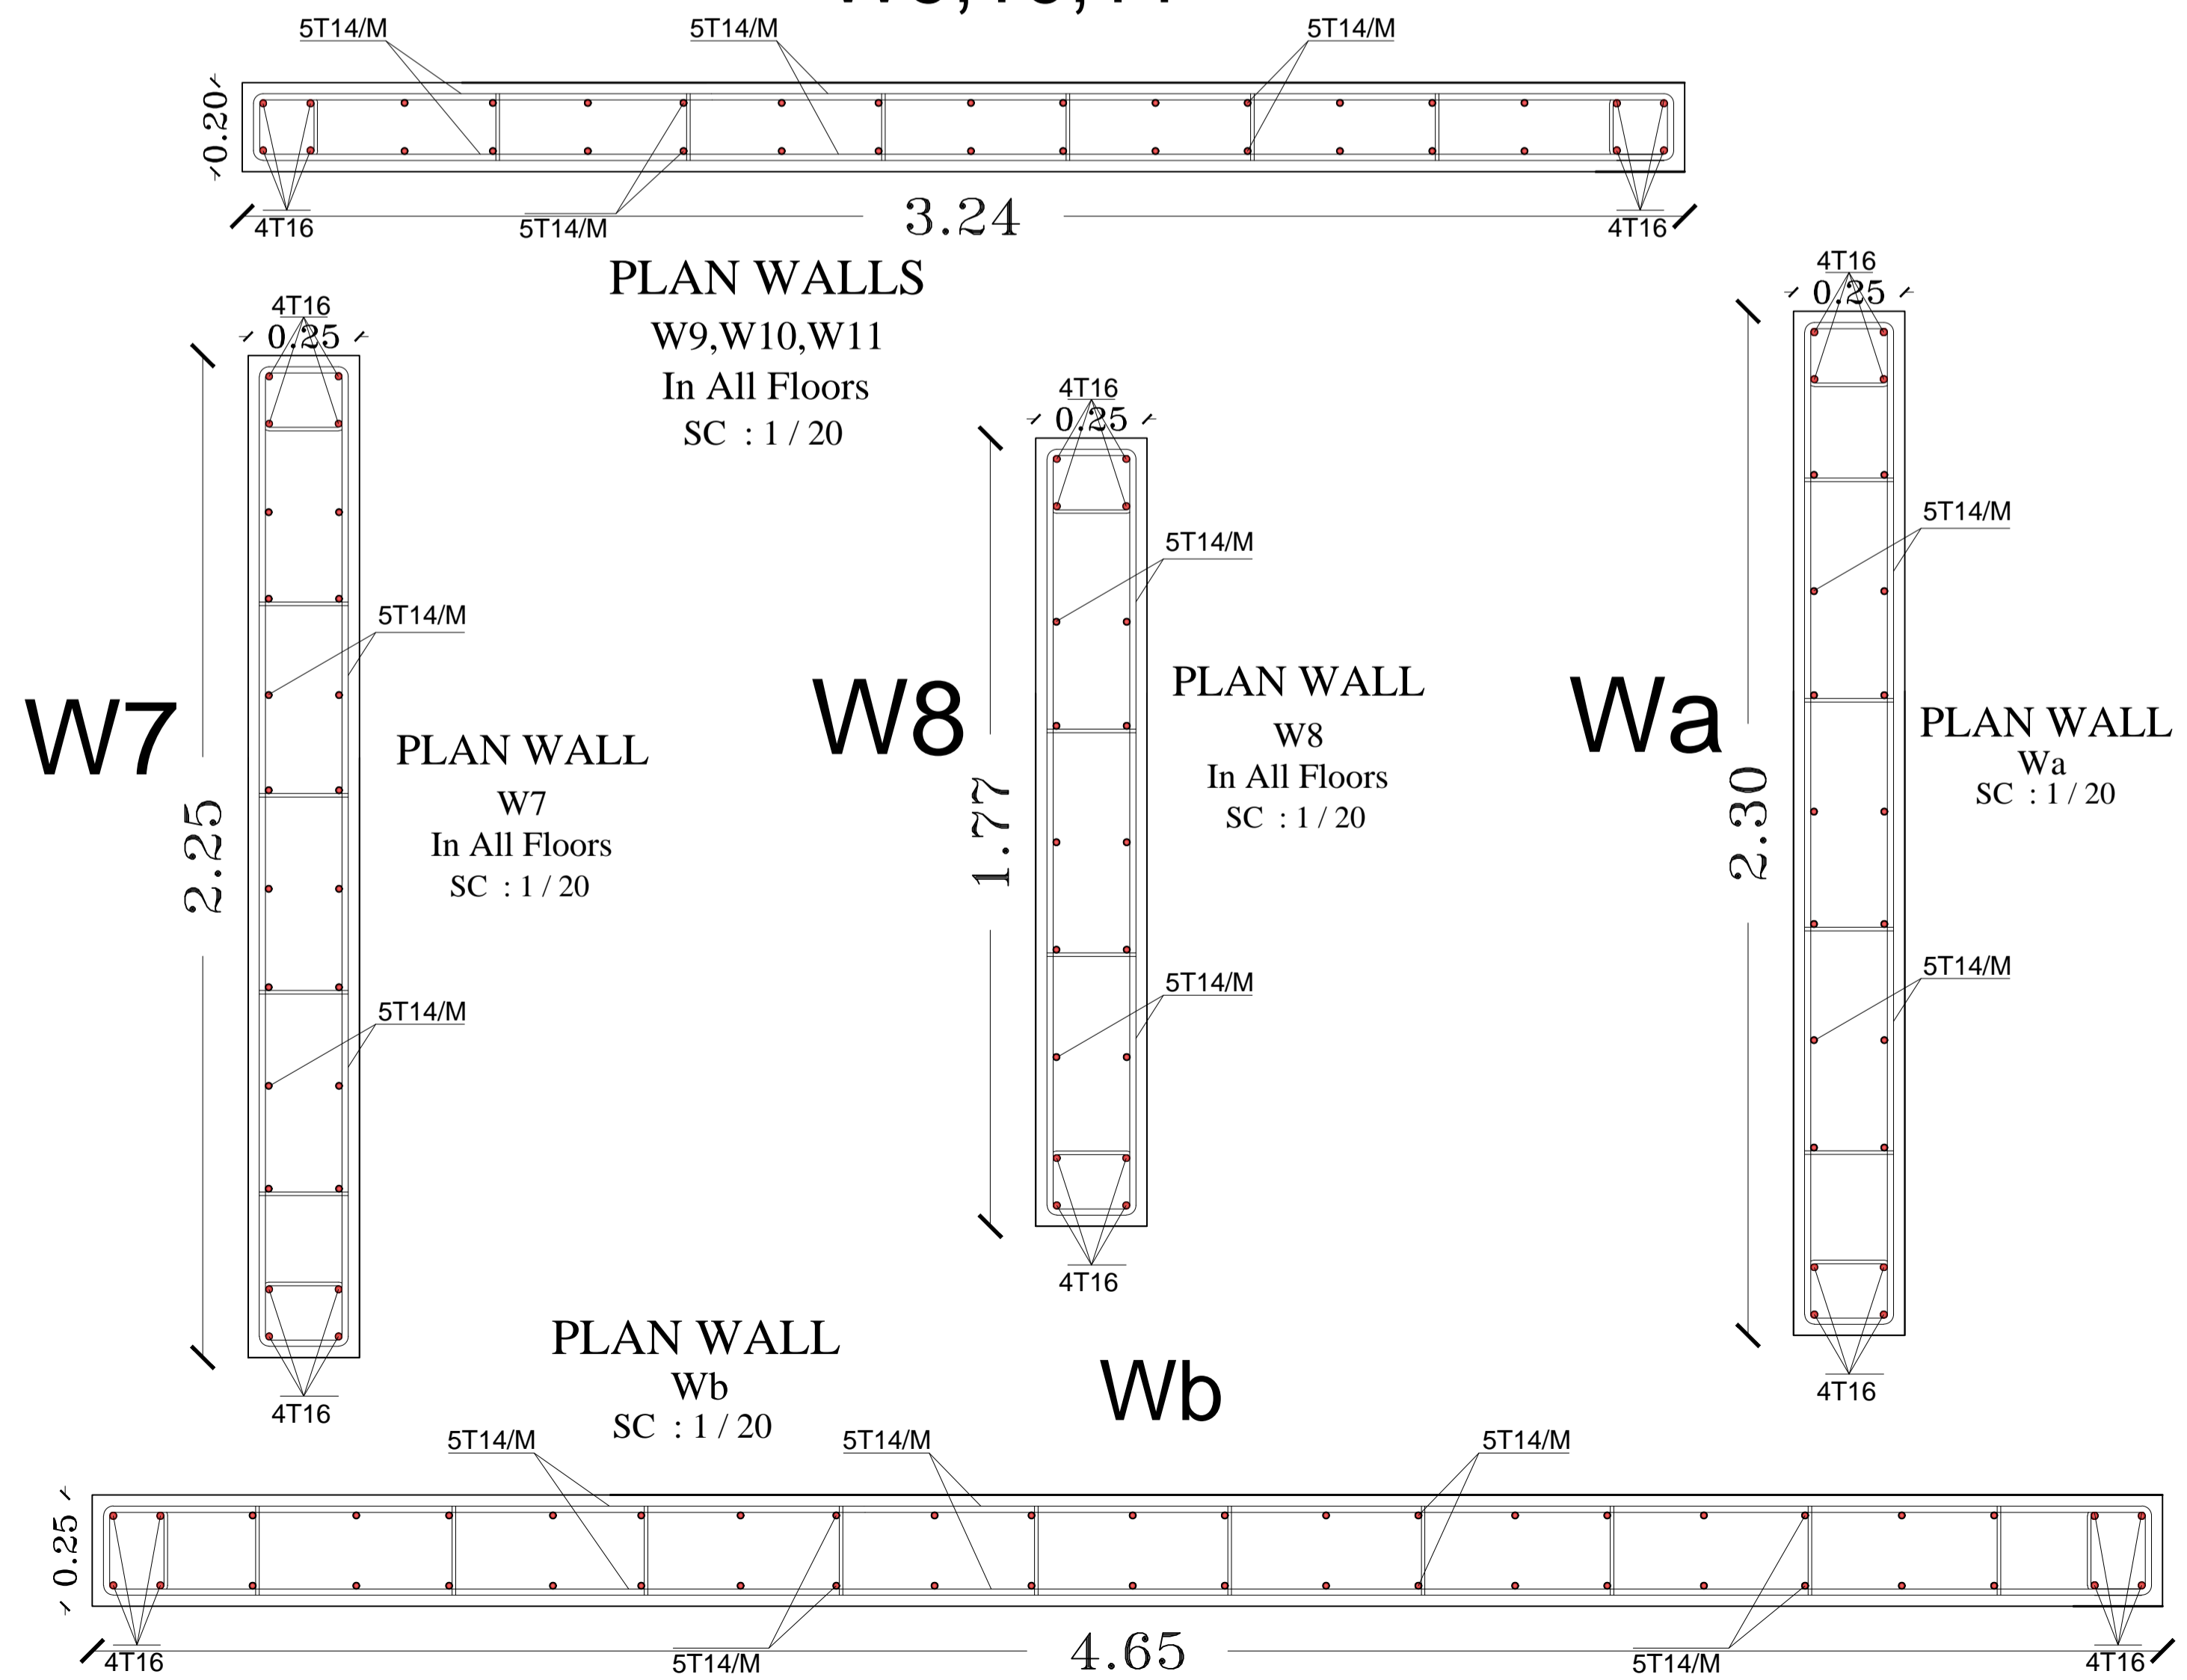 5T14/M
5T14/M
5T14/M
0.20
4T16
5T14/M
3.24
4T16
PLAN WALLS
W9,W10,W11
In All Floors
SC : 1 / 20
4T16
0.25
W7
2.25
5T14/M
PLAN WALL
W7
In All Floors
SC : 1 / 20
5T14/M
4T16
4T16
0.25
W8
1.77
5T14/M
PLAN WALL
W8
In All Floors
SC : 1 / 20
5T14/M
4T16
4T16
0.25
Wa
2.30
5T14/M
PLAN WALL
Wa
SC : 1 / 20
5T14/M
4T16
PLAN WALL
Wb
SC : 1 / 20
Wb
5T14/M
5T14/M
5T14/M
0.25
4T16
5T14/M
4.65
5T14/M
4T16